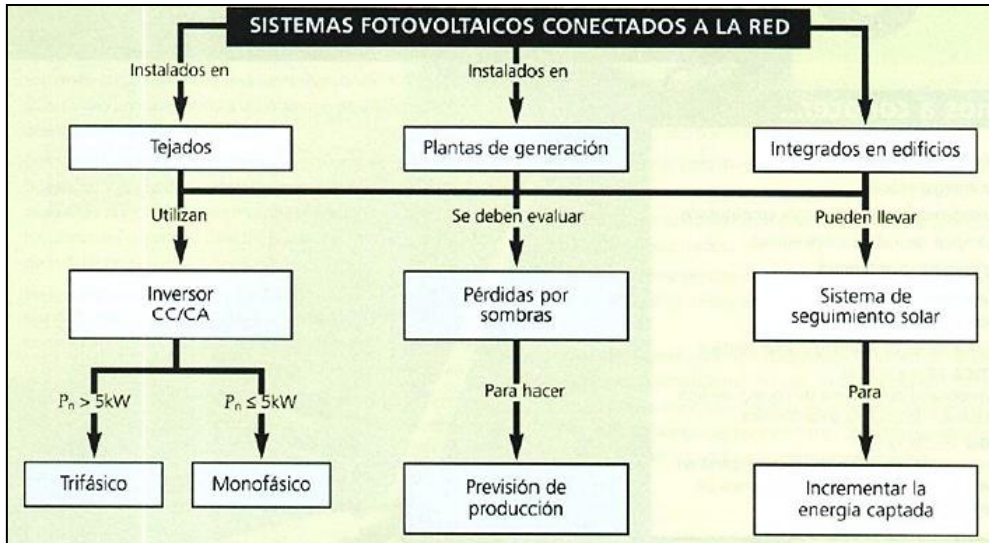 SISTEMAS FOTOVOLTAICOS CONECTADOS A LA RED
Instalados en
Instalados en
Tejados
Plantas de generación
Integrados en edificios
Utilizan
Se deben evaluar
Pueden llevar
Inversor
CC/CA
Pérdidas por
sombras
Sistema de
seguimiento solar
Pn > 5kW
Pn ≤ 5kW
Para hacer
Para
Trifásico
Monofásico
Previsión de
producción
Incrementar la
energía captada